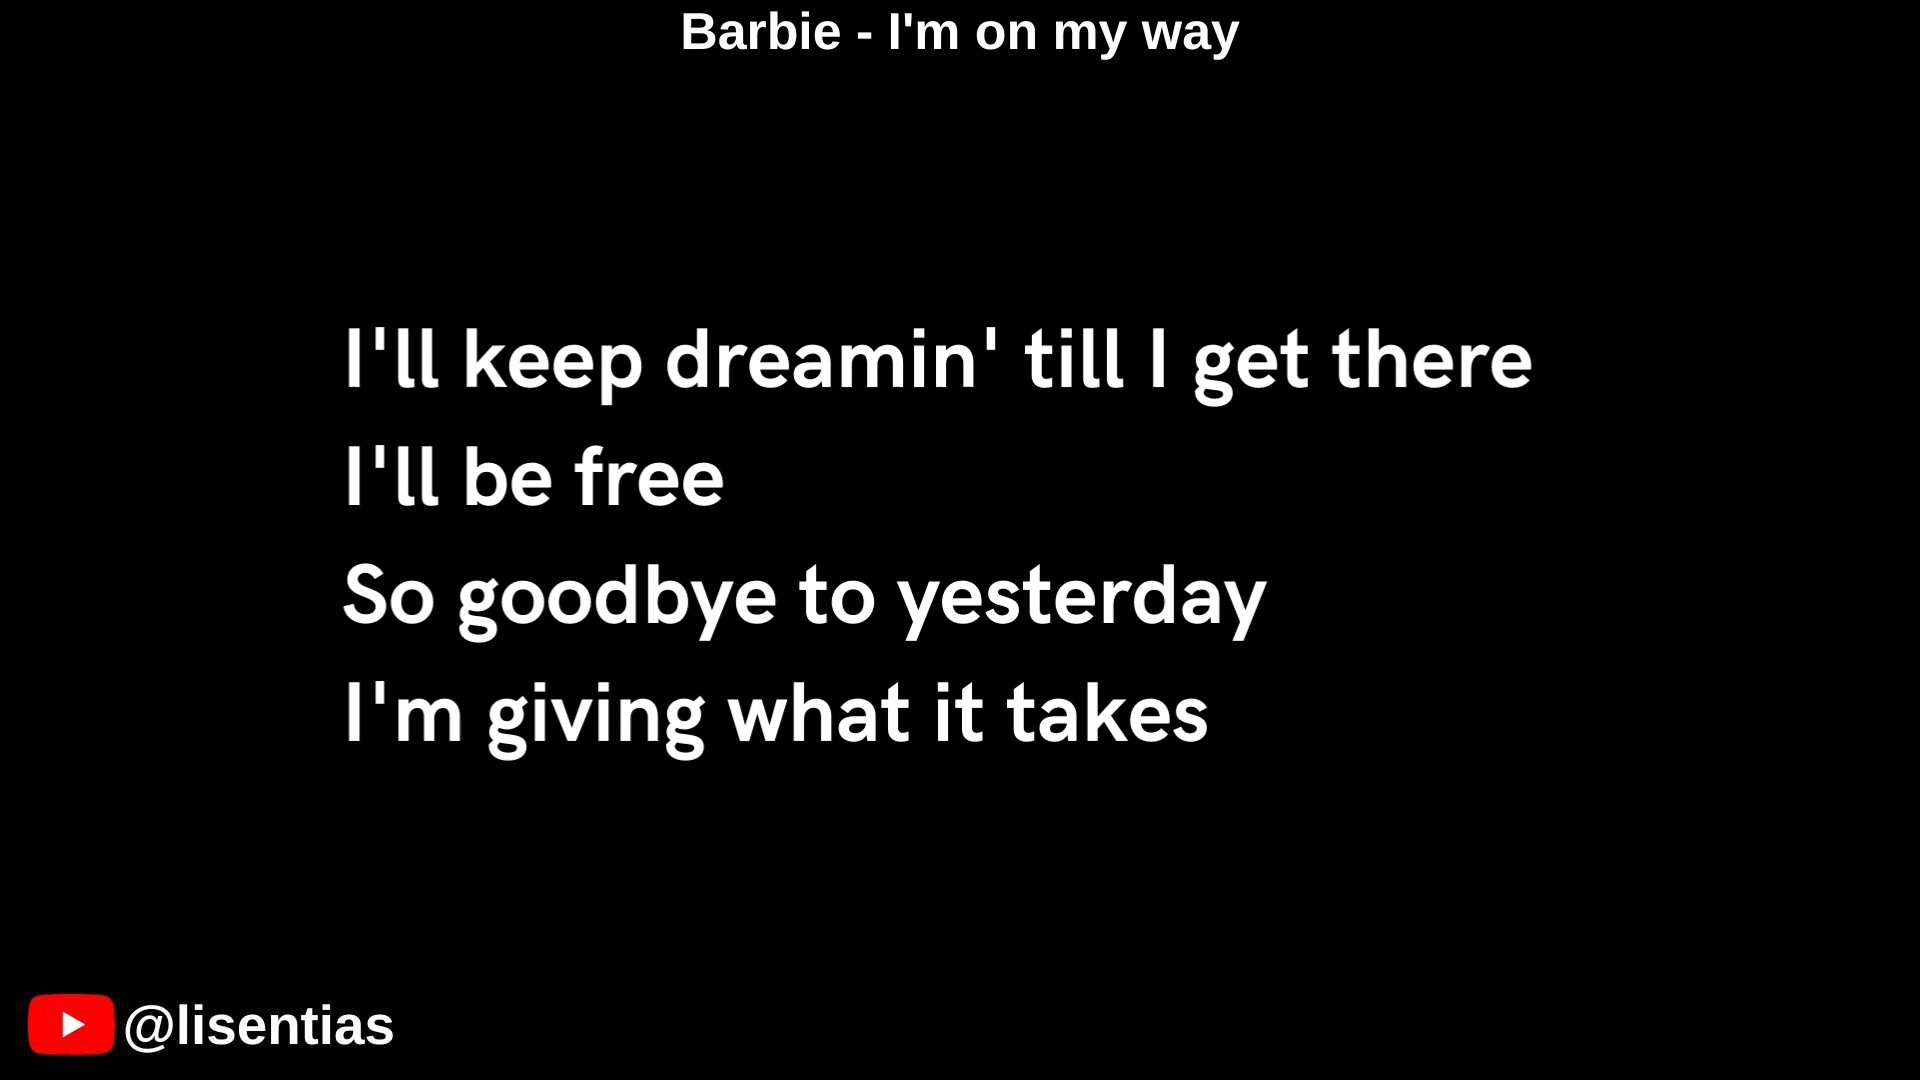 Barbie - I'm on my way
I'll keep dreamin' till I get there
I'll be free
So goodbye to yesterday
I'm giving what it takes
@lisentias